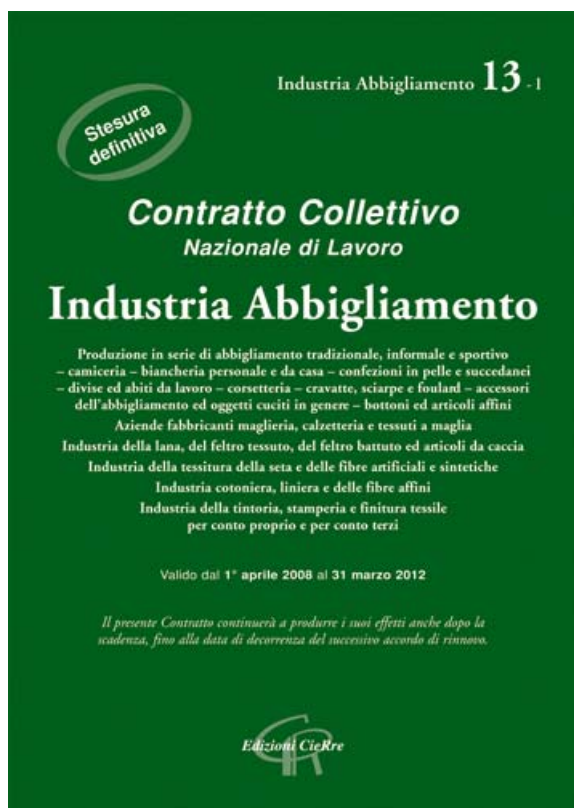 Industria Abbigliamento 13 - 1
Stesura
definitiva
Contratto Collettivo
Nazionale di Lavoro
Industria Abbigliamento
Produzione in serie di abbigliamento tradizionale, informale e sportivo
– camiceria – biancheria personale e da casa – confezioni in pelle e succedanei
– divise ed abiti da lavoro – corsetteria – cravatte, sciarpe e foulard – accessori
dell'abbigliamento ed oggetti cuciti in genere – bottoni ed articoli affini
Aziende fabbricanti maglieria, calzetteria e tessuti a maglia
Industria della lana, del feltro tessuto, del feltro battuto ed articoli da caccia
Industria della tessitura della seta e delle fibre artificiali e sintetiche
Industria cotoniera, liniera e delle fibre affini
Industria della tintoria, stamperia e finitura tessile
per conto proprio e per conto terzi
Valido dal 1° aprile 2008 al 31 marzo 2012
Il presente Contratto continuerà a produrre i suoi effetti anche dopo la
scadenza, fino alla data di decorrenza del successivo accordo di rinnovo.
Edizioni CieRre